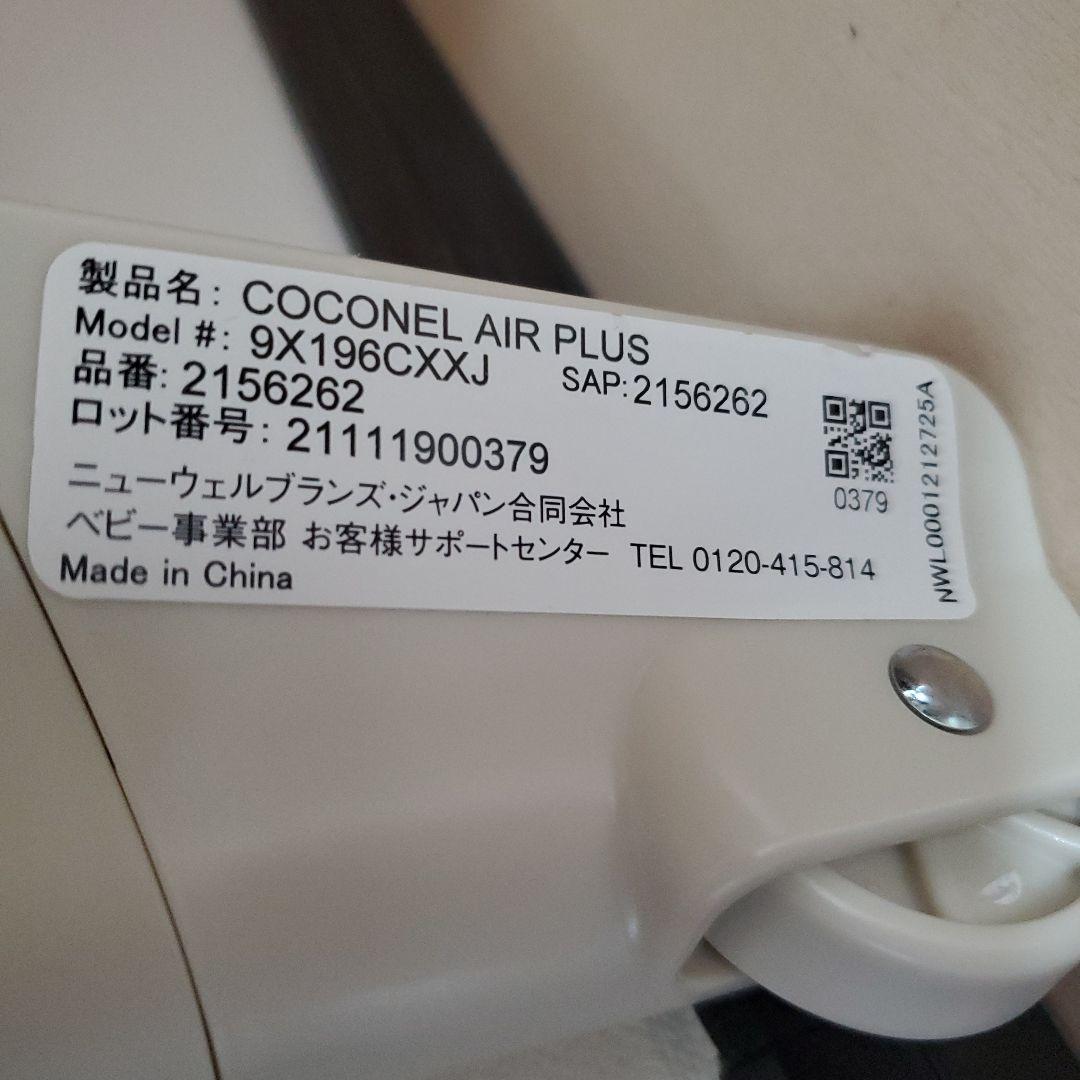 製品名: COCONEL AIR PLUS
Model #: 9X196CXXJ
品番: 2156262 SAP:2156262
ロット番号: 21111900379
ニューウェルブランズ・ジャパン合同会社
ベビー事業部 お客様サポートセンター TEL 0120-415-814
Made in China
0379
NWL0001212725A